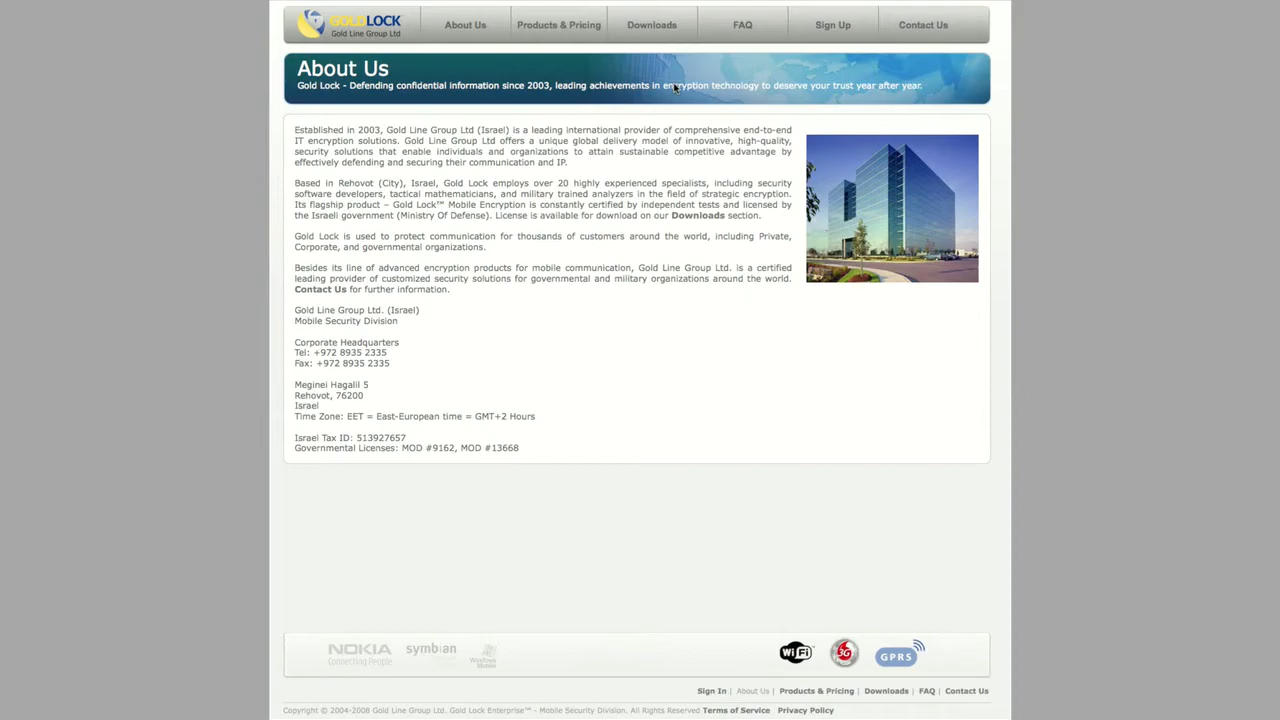 GOLDLOCK
Gold Line Group Ltd
About Us
Products & Pricing
Downloads
FAQ
Sign Up
Contact Us
About Us
Gold Lock - Defending confidential information since 2003, leading achievements in encryption technology to deserve your trust year after year.
Established in 2003, Gold Line Group Ltd (Israel) is a leading international provider of comprehensive end-to-end
IT encryption solutions. Gold Line Group Ltd offers a unique global delivery model of innovative, high-quality,
security solutions that enable individuals and organizations to attain sustainable competitive advantage by
effectively defending and securing their communication and IP.
Based in Rehovot (City), Israel, Gold Lock employs over 20 highly experienced specialists, including security
software developers, tactical mathematicians, and military trained analyzers in the field of strategic encryption.
Its flagship product – Gold Lock™ Mobile Encryption is constantly certified by independent tests and licensed by
the Israeli government (Ministry Of Defense). License is available for download on our Downloads section.
Gold Lock is used to protect communication for thousands of customers around the world, including Private,
Corporate, and governmental organizations.
Besides its line of advanced encryption products for mobile communication, Gold Line Group Ltd. is a certified
leading provider of customized security solutions for governmental and military organizations around the world.
Contact Us for further information.
Gold Line Group Ltd. (Israel)
Mobile Security Division
Corporate Headquarters
Tel: +972 8935 2335
Fax: +972 8935 2335
Meginei Hagalil 5
Rehovot, 76200
Israel
Time Zone: EET = East-European time = GMT+2 Hours
Israel Tax ID: 513927657
Governmental Licenses: MOD #9162, MOD #13668
NOKIA
Connecting People
symbian
Windows
Mobile
Wi Fi
3G
GPRS
Sign In | About Us | Products & Pricing | Downloads | FAQ | Contact Us
Copyright © 2004-2008 Gold Line Group Ltd. Gold Lock Enterprise™ - Mobile Security Division. All Rights Reserved Terms of Service Privacy Policy